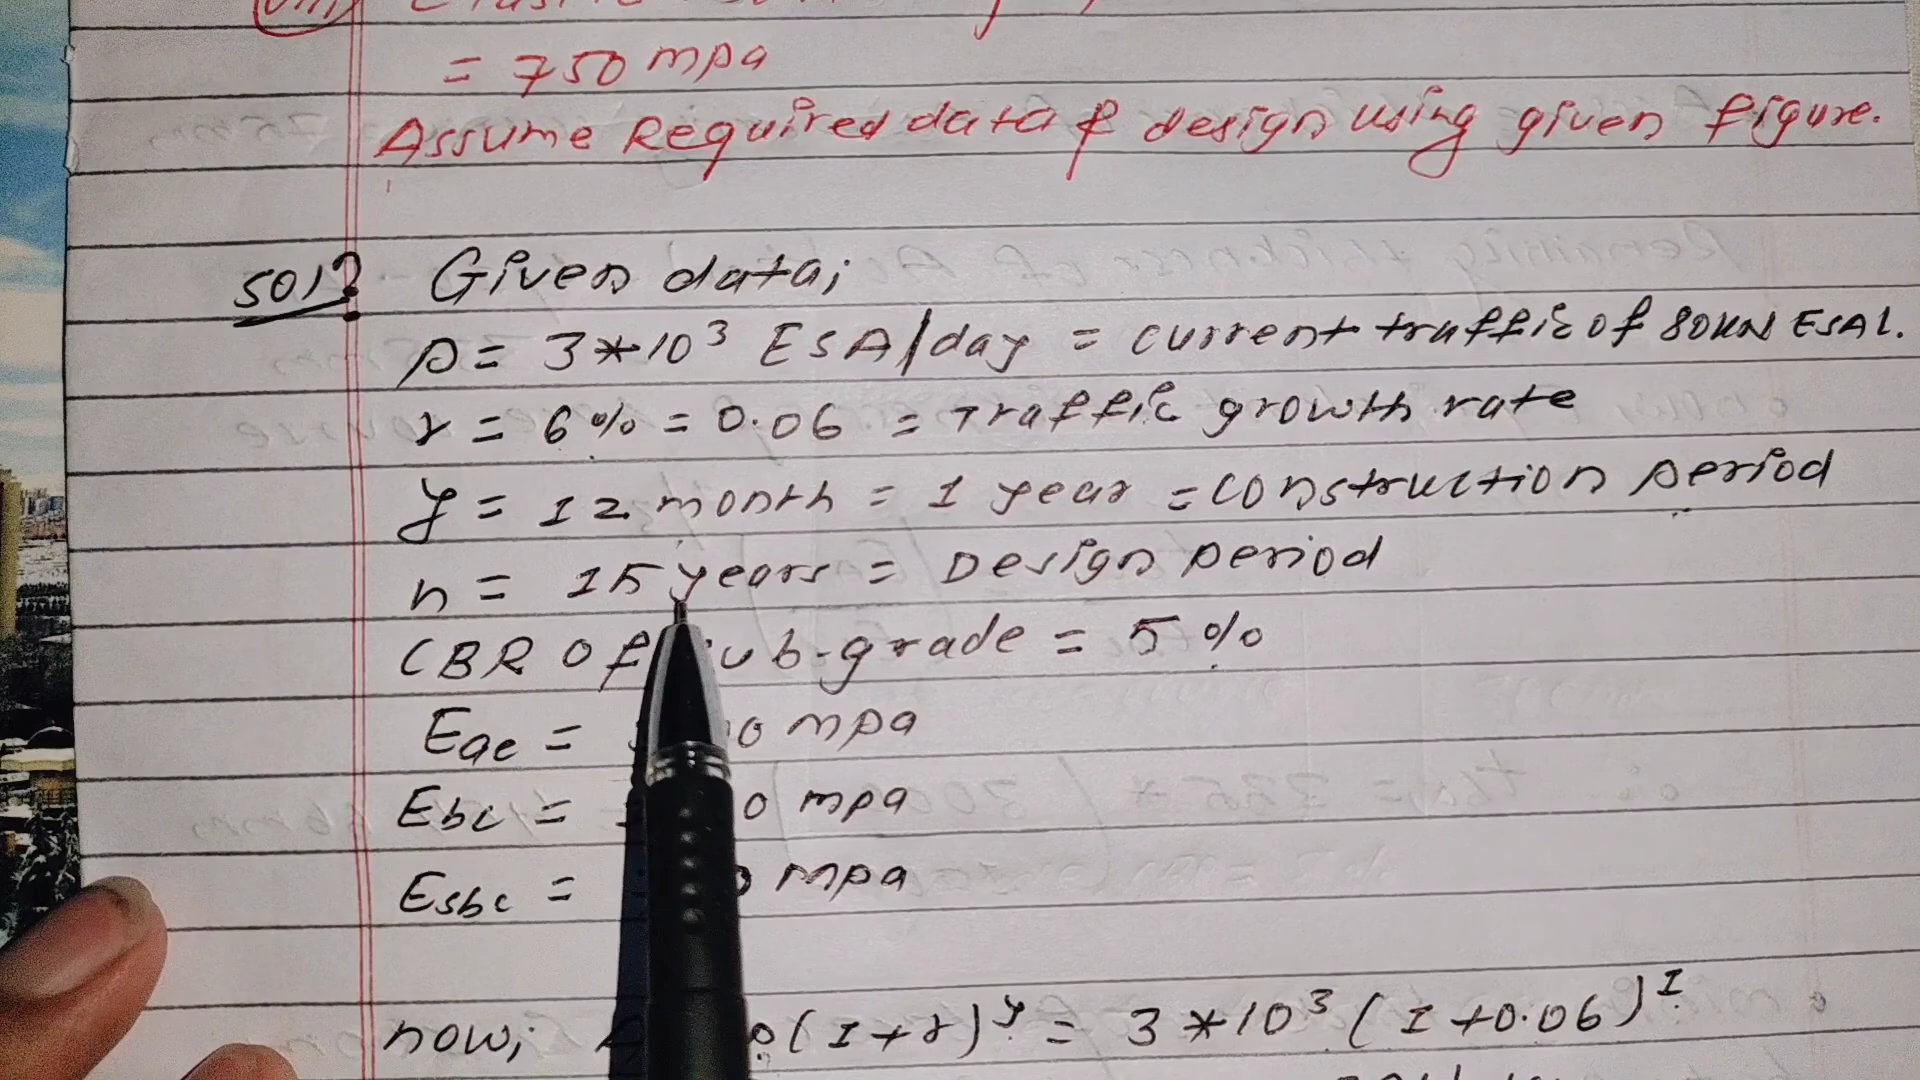 = 750 mpa
Assume Required data & design using given figure.
Sol? Given data;
P = 3*10³ ESA/day = current traffic of 80kN ESAL.
r = 6% = 0.06 = Traffic growth rate
y = 12 month = 1 year = construction period
n = 15 years = Design period
CBR of sub-grade = 5 %
Eac = mpa
Ebc = mpa
Esbc = mpa
now; (1+r)^y = 3*10³ (1+0.06)^1